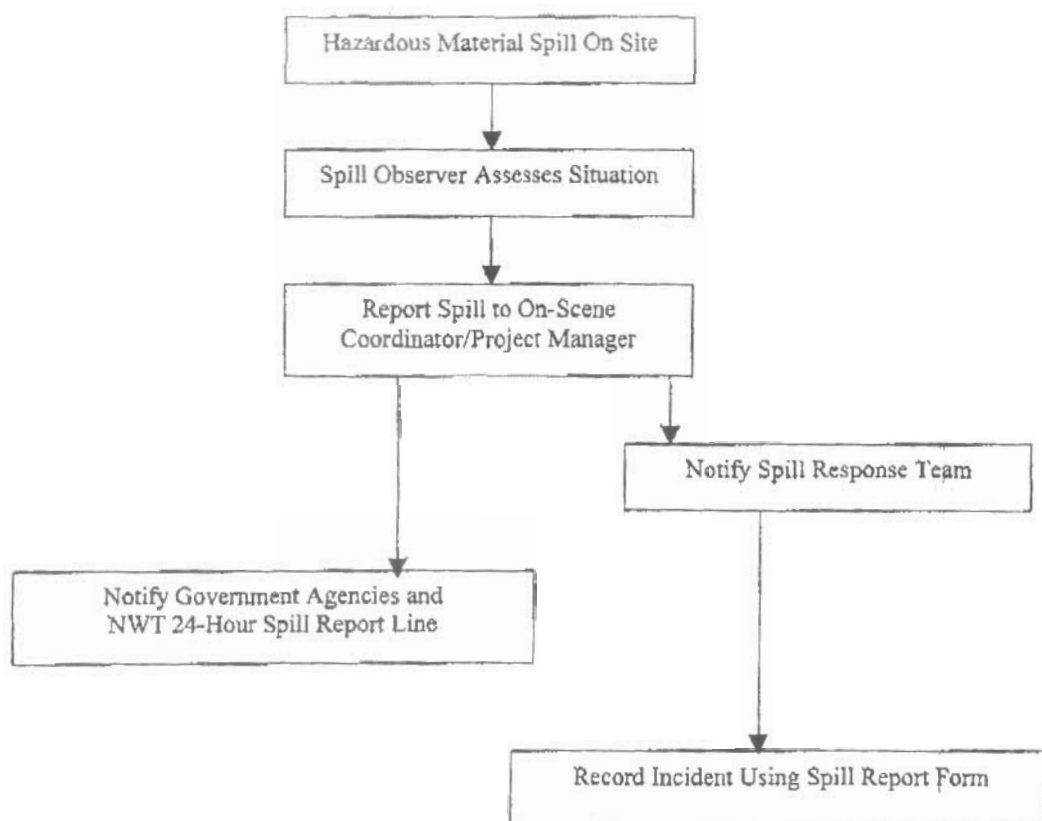 Hazardous Material Spill On Site
Spill Observer Assesses Situation
Report Spill to On-Scene
Coordinator/Project Manager
Notify Spill Response Team
Notify Government Agencies and
NWT 24-Hour Spill Report Line
Record Incident Using Spill Report Form